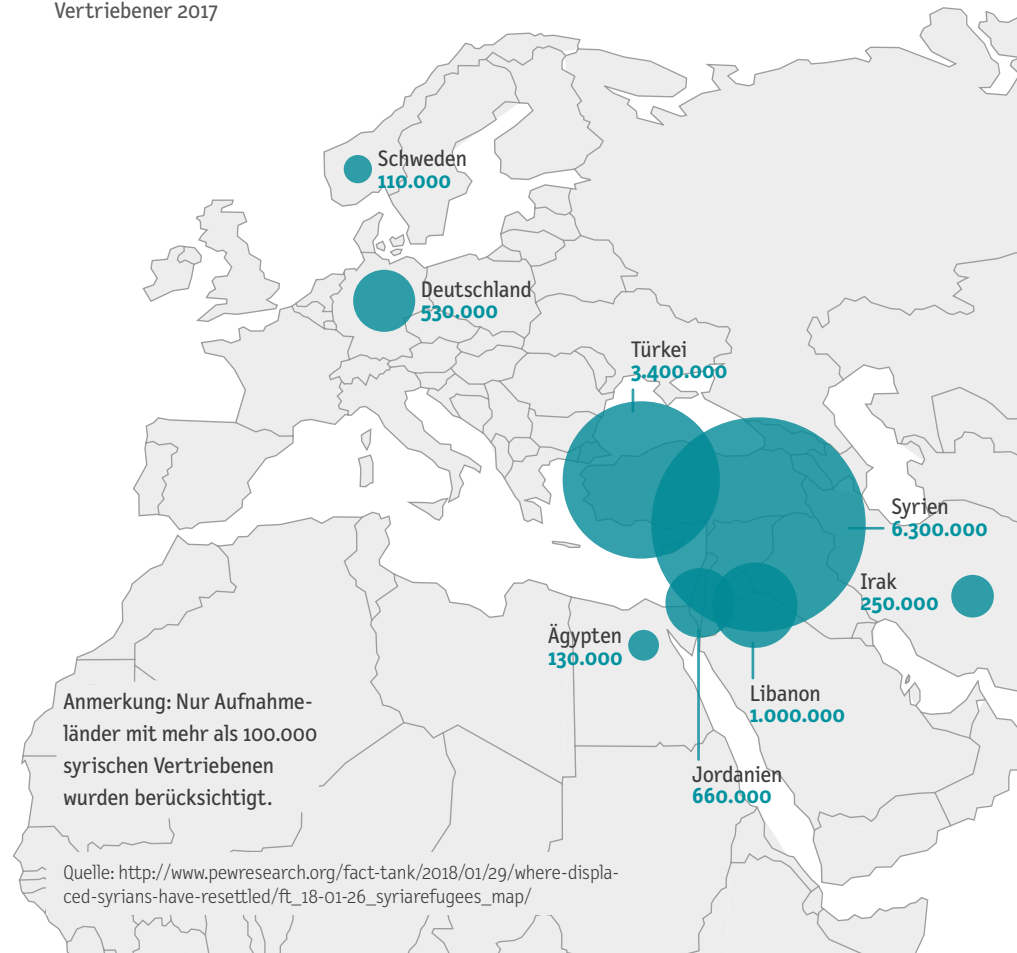 Vertriebener 2017
Schweden
110.000
Deutschland
530.000
Türkei
3.400.000
Syrien
6.300.000
Irak
250.000
Ägypten
130.000
Libanon
1.000.000
Jordanien
660.000
Anmerkung: Nur Aufnahme-
länder mit mehr als 100.000
syrischen Vertriebenen
wurden berücksichtigt.
Quelle: http://www.pewresearch.org/fact-tank/2018/01/29/where-displa-
ced-syrians-have-resettled/ft_18-01-26_syriarefugees_map/